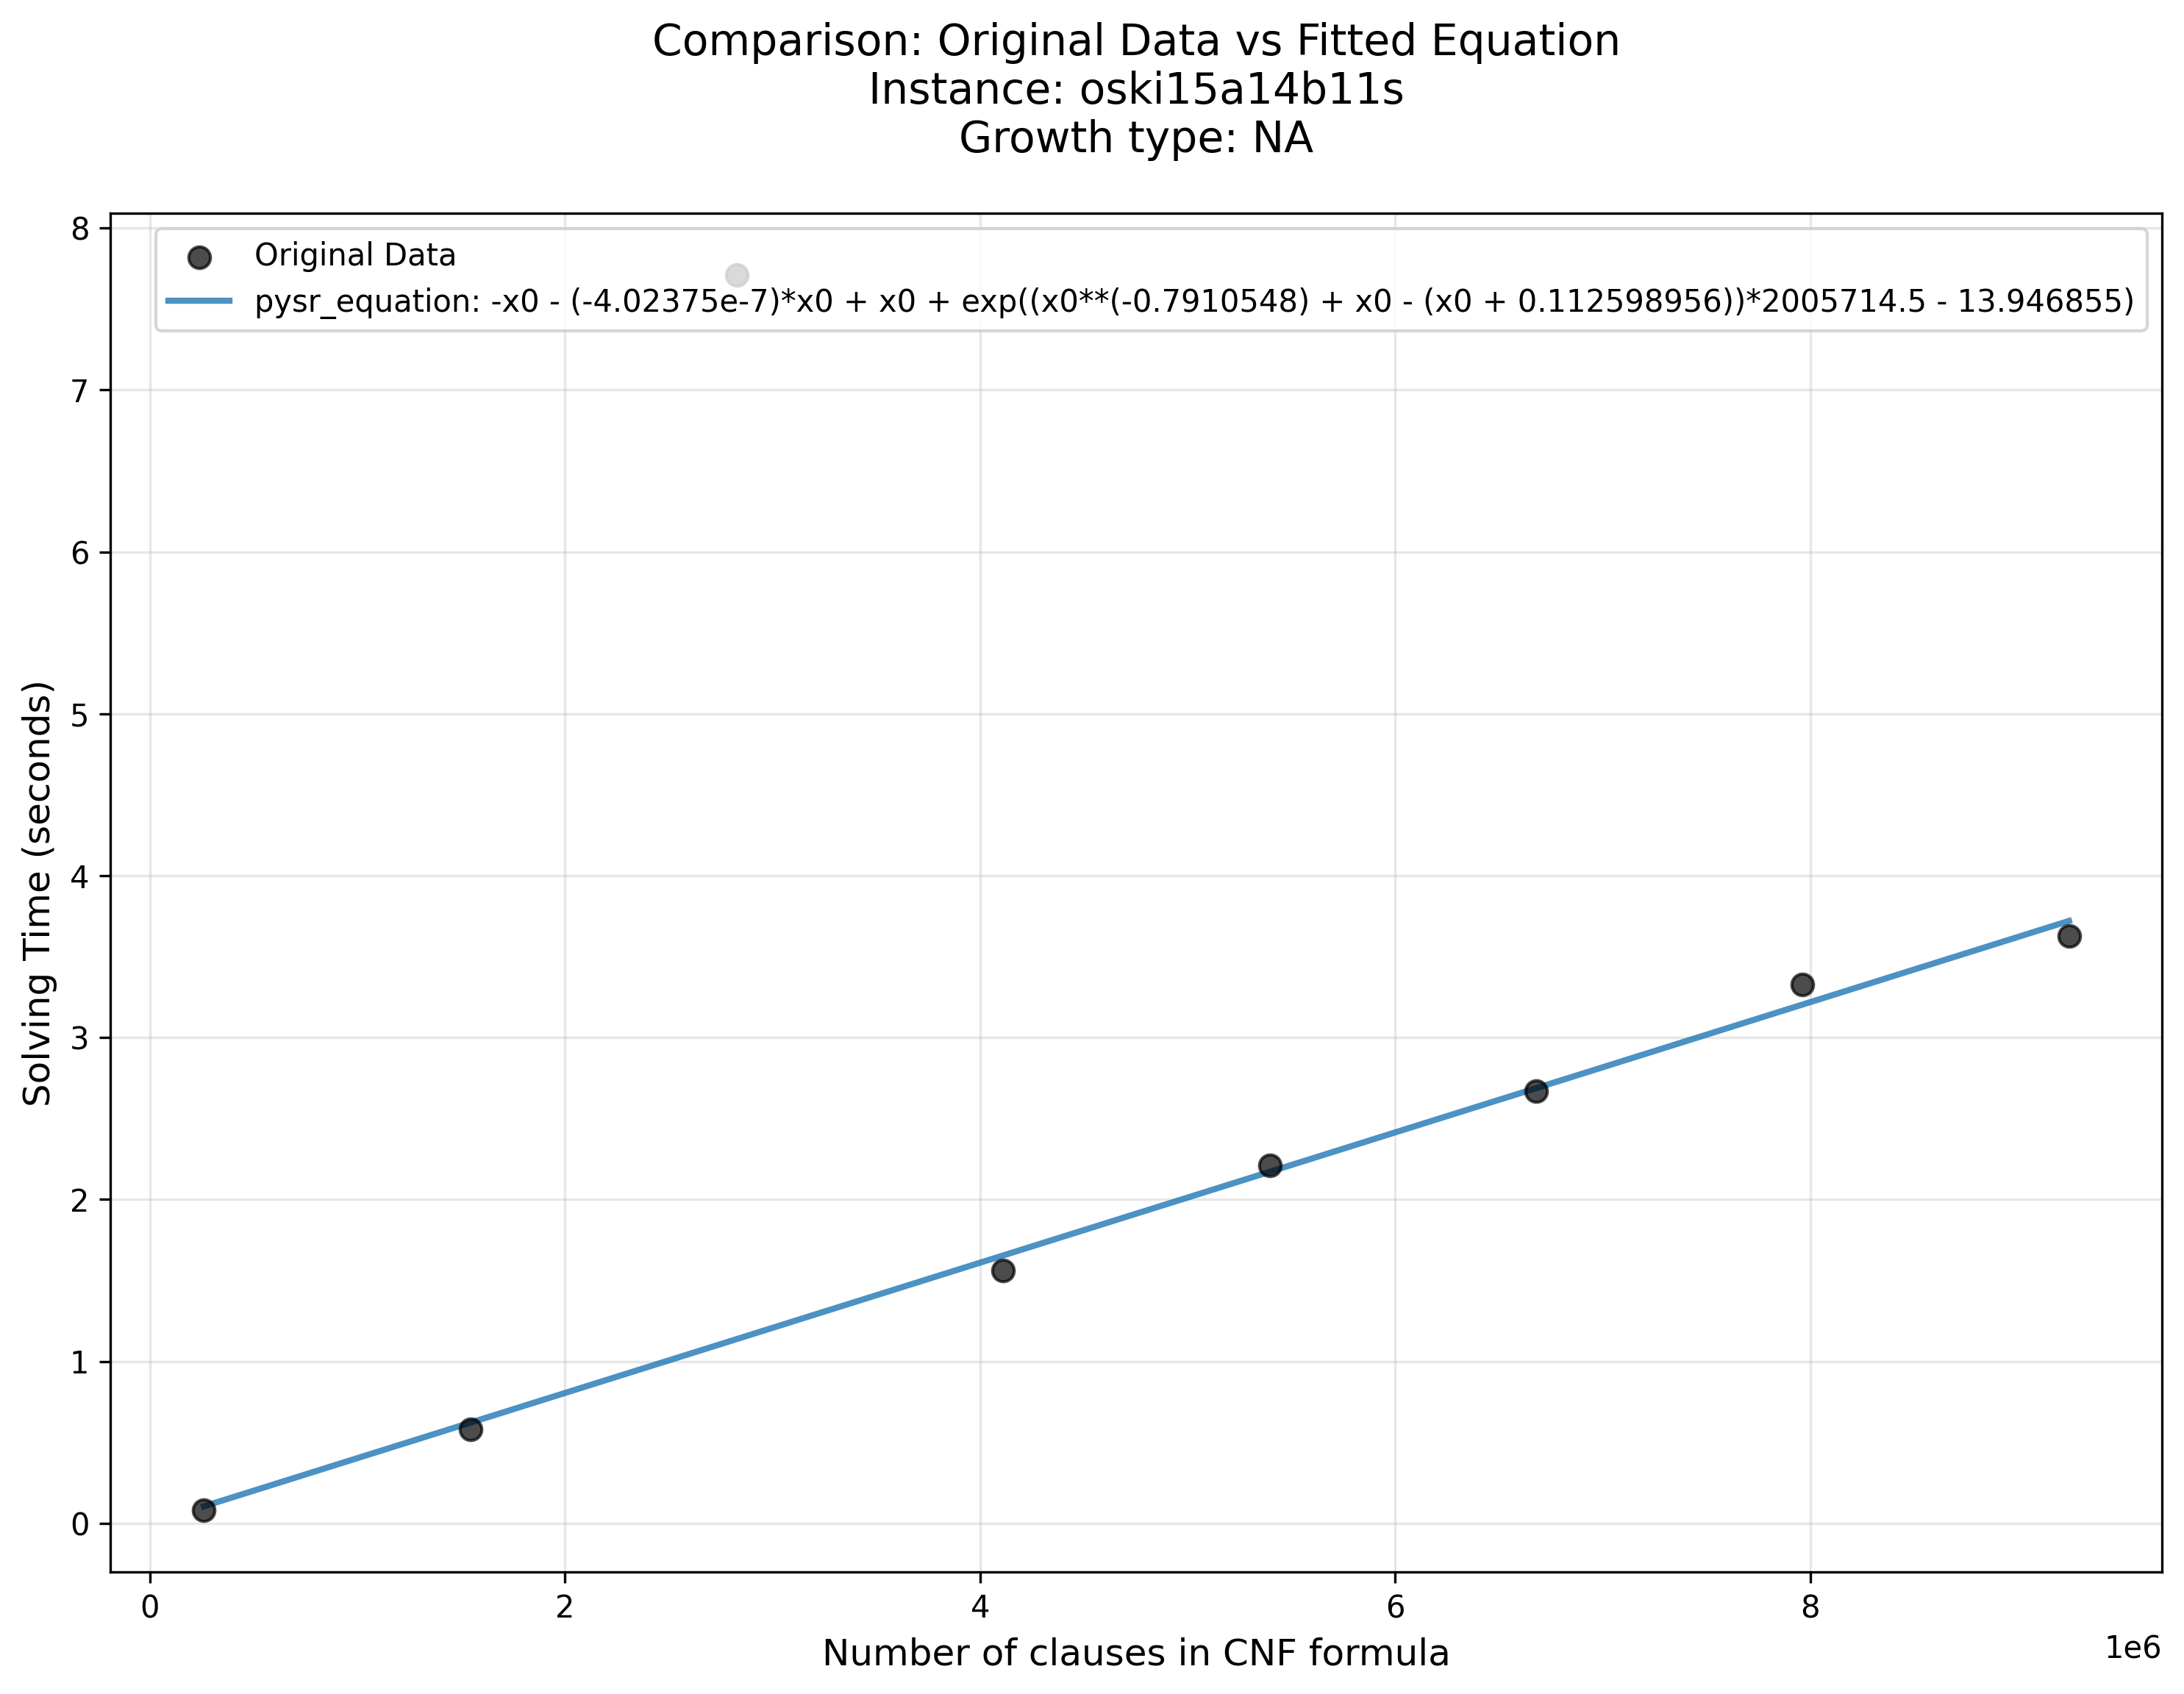 Comparison: Original Data vs Fitted Equation
Instance: oski15a14b11s
Growth type: NA
Original Data
pysr_equation: -x0 - (-4.02375e-7)*x0 + x0 + exp((x0**(-0.7910548) + x0 - (x0 + 0.112598956))*2005714.5 - 13.946855)
8
7
6
5
4
3
2
1
0
Solving Time (seconds)
0 2 4 6 8
1e6
Number of clauses in CNF formula